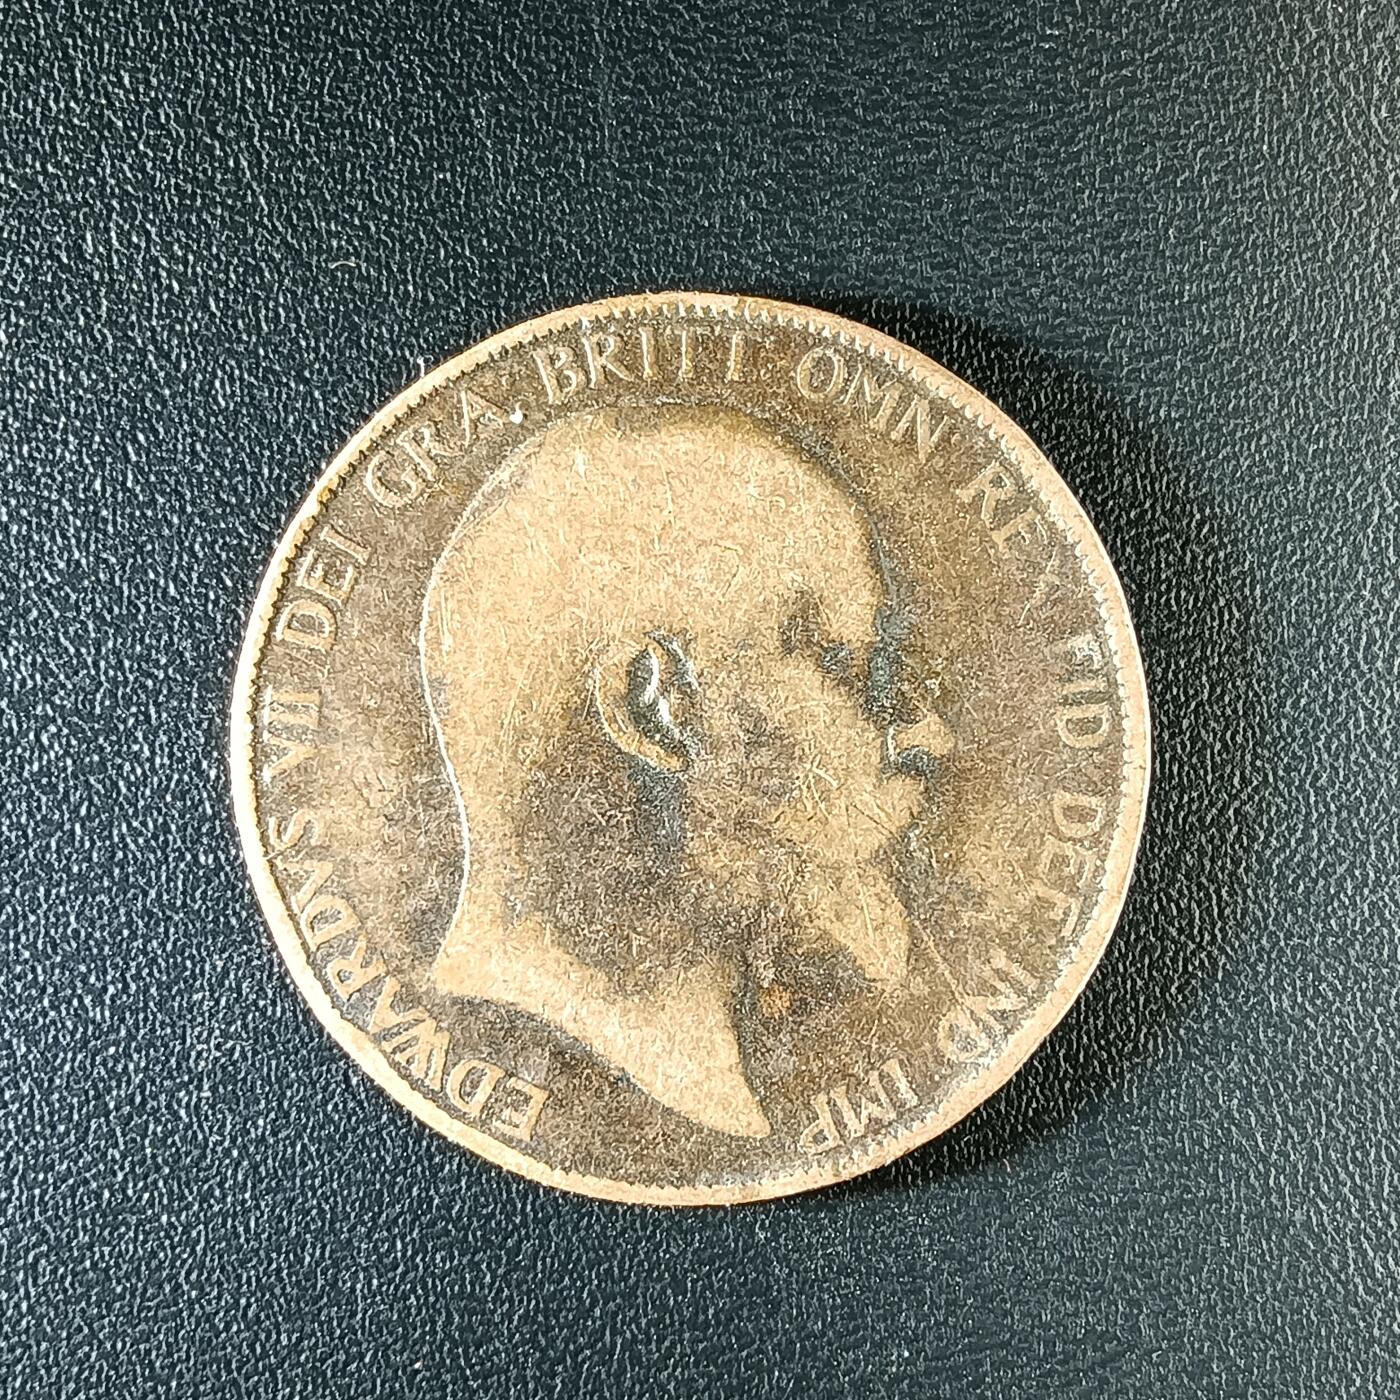 EDWARDVS VII DEI GRA: BRITT: OMN: REX FID: DEF: IND: IMP: